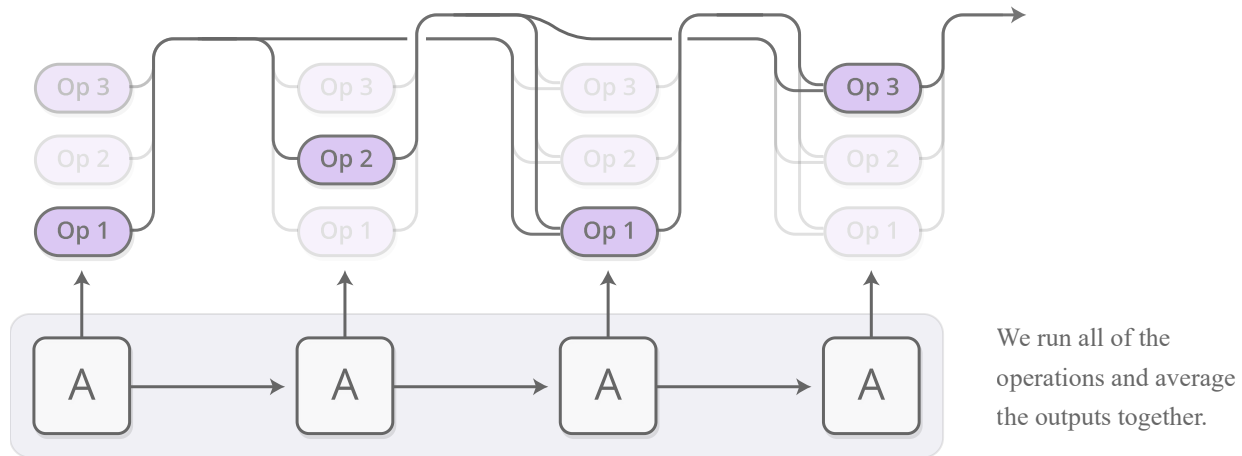 Op 3 Op 3 Op 3 Op 3
Op 2 Op 2 Op 2 Op 2
Op 1 Op 1 Op 1 Op 1
A A A A
We run all of the
operations and average
the outputs together.